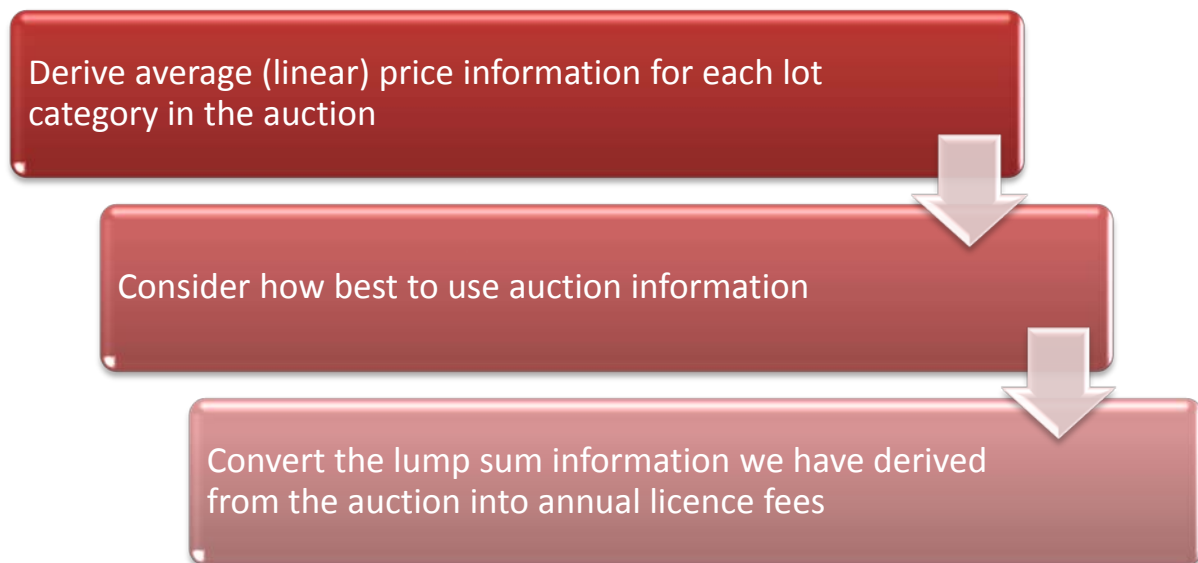 Derive average (linear) price information for each lot
category in the auction
Consider how best to use auction information
Convert the lump sum information we have derived
from the auction into annual licence fees